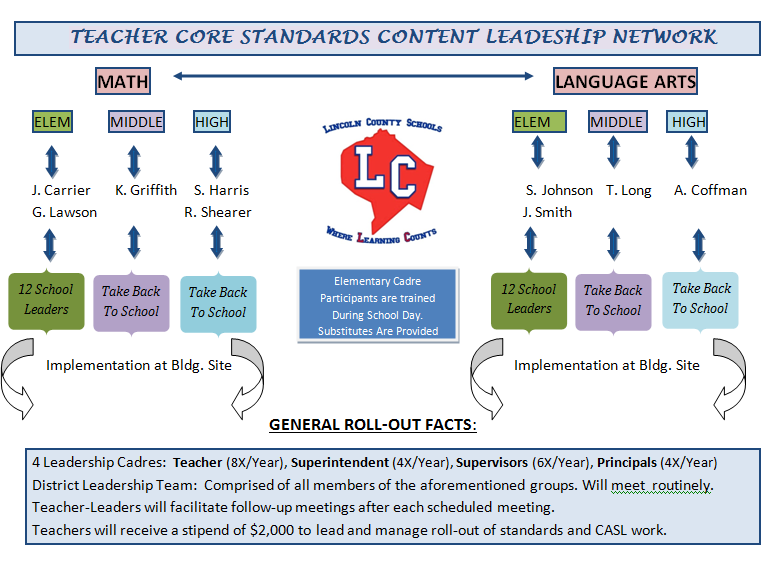 TEACHER CORE STANDARDS CONTENT LEADESHIP NETWORK
MATH
LANGUAGE ARTS
ELEM
MIDDLE
HIGH
ELEM
MIDDLE
HIGH
LINCOLN COUNTY SCHOOLS
LC
WHERE LEARNING COUNTS
J. Carrier
G. Lawson
K. Griffith
S. Harris
R. Shearer
S. Johnson
J. Smith
T. Long
A. Coffman
12 School
Leaders
Take Back
To School
Take Back
To School
Elementary Cadre
Participants are trained
During School Day.
Substitutes Are Provided
12 School
Leaders
Take Back
To School
Take Back
To School
Implementation at Bldg. Site
Implementation at Bldg. Site
GENERAL ROLL-OUT FACTS:
4 Leadership Cadres: Teacher (8X/Year), Superintendent (4X/Year), Supervisors (6X/Year), Principals (4X/Year)
District Leadership Team: Comprised of all members of the aforementioned groups. Will meet routinely.
Teacher-Leaders will facilitate follow-up meetings after each scheduled meeting.
Teachers will receive a stipend of $2,000 to lead and manage roll-out of standards and CASL work.